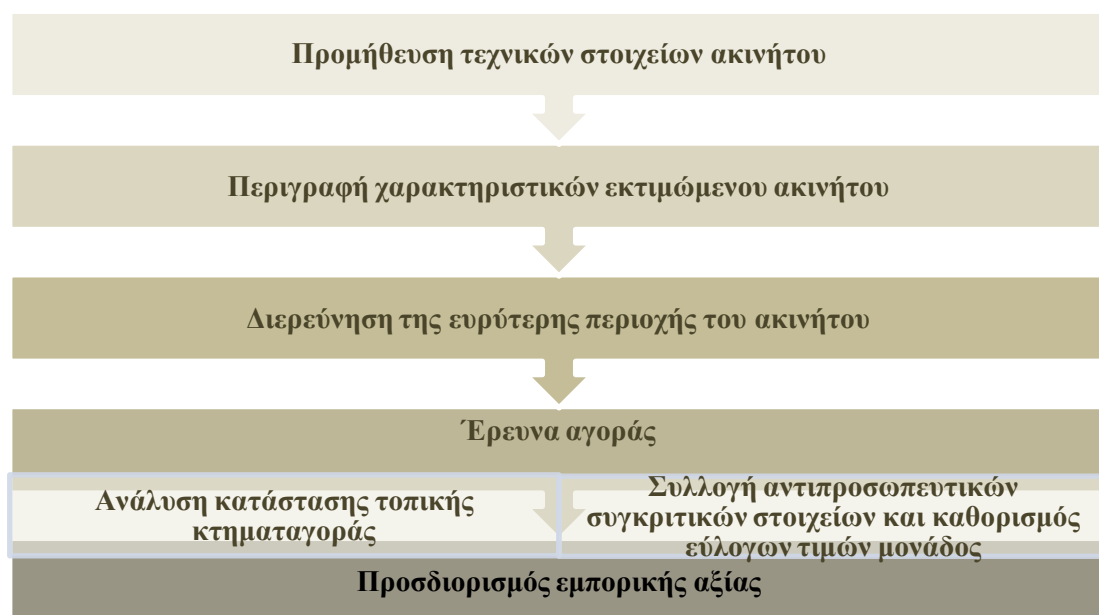 Προμήθευση τεχνικών στοιχείων ακινήτου
Περιγραφή χαρακτηριστικών εκτιμώμενου ακινήτου
Διερεύνηση της ευρύτερης περιοχής του ακινήτου
Έρευνα αγοράς
Ανάλυση κατάστασης τοπικής
κτηματαγοράς
Συλλογή αντιπροσωπευτικών
συγκριτικών στοιχείων και καθορισμός
εύλογων τιμών μονάδος
Προσδιορισμός εμπορικής αξίας